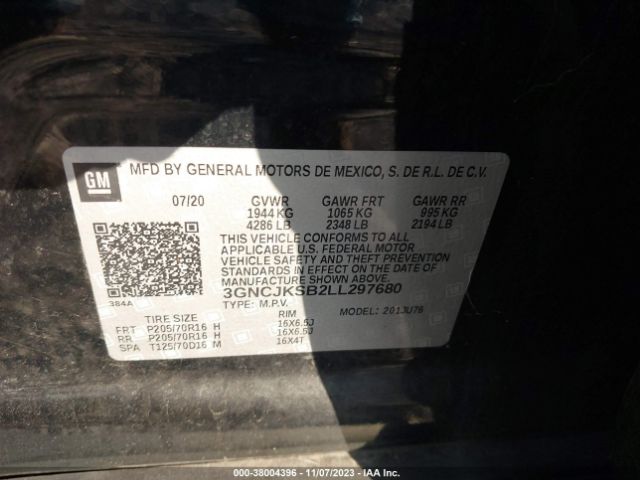 GM
MFD BY GENERAL MOTORS DE MEXICO, S. DE R.L. DE C.V.
07/20 GVWR GAWR FRT GAWR RR
1944 KG 1065 KG 995 KG
4286 LB 2348 LB 2194 LB
THIS VEHICLE CONFORMS TO ALL
APPLICABLE U.S. FEDERAL MOTOR
VEHICLE SAFETY AND THEFT PREVENTION
STANDARDS IN EFFECT ON THE DATE OF
MANUFACTURE SHOWN ABOVE.
3GNCJKSB2LL297680
384A TYPE: M.P.V. MODEL: 201JU76
TIRE SIZE RIM
FRT P205/70R16 H 16X6.5J
RR P205/70R16 H 16X6.5J
SPA T125/70D16 M 16X4T
000-38004396 - 11/07/2023 - IAA Inc.